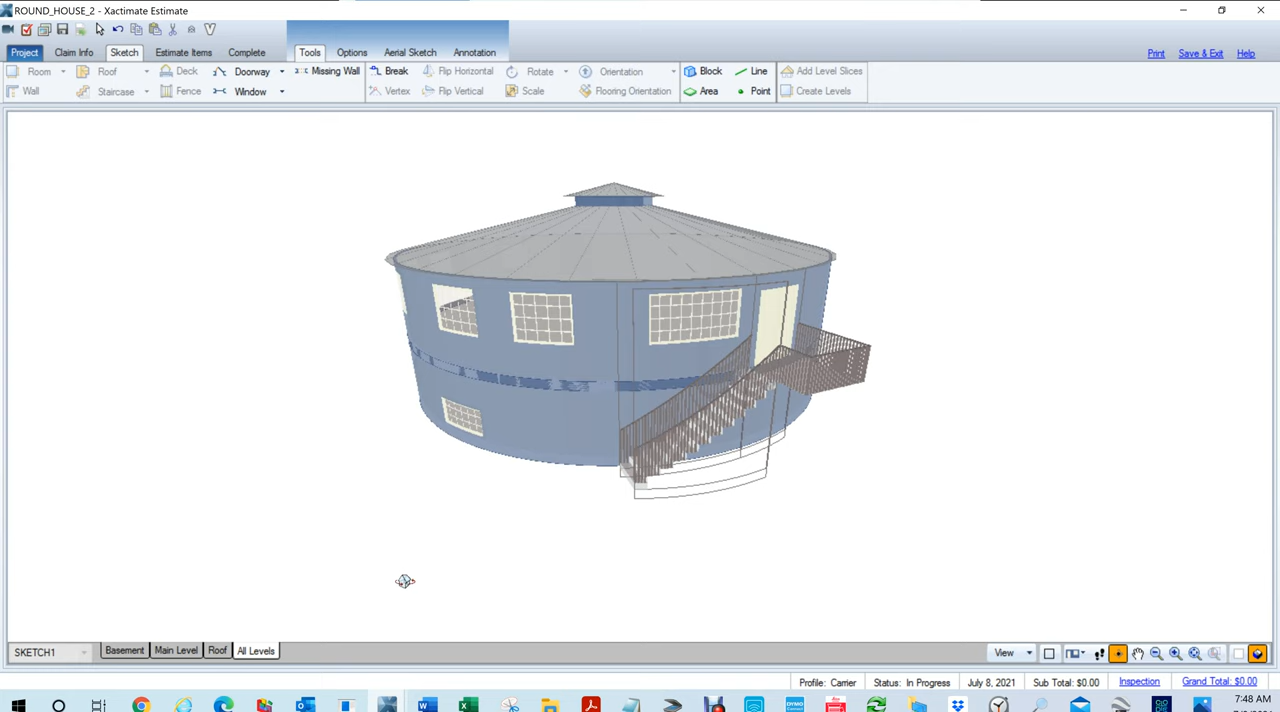 ROUND_HOUSE_2 - Xactimate Estimate
Project Claim Info Sketch Estimate Items Complete Tools Options Aerial Sketch Annotation Print Save & Exit Help
Room Roof Deck Doorway Missing Wall Break Flip Horizontal Rotate Orientation Block Line Add Level Slices
Wall Staircase Fence Window Vertex Flip Vertical Scale Flooring Orientation Area Point Create Levels
SKETCH1 Basement Main Level Roof All Levels View
Profile: Carrier Status: In Progress July 8, 2021 Sub Total: $0.00 Inspection Grand Total: $0.00
7:48 AM